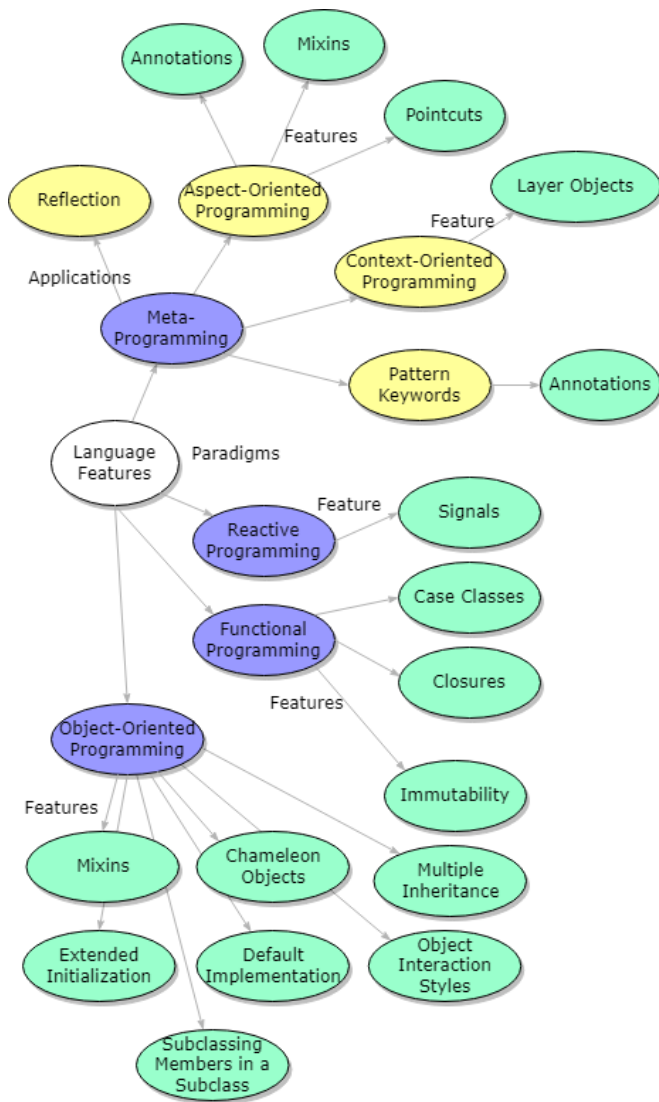 Mixins
Annotations
Features
Pointcuts
Aspect-Oriented
Programming
Reflection
Layer Objects
Feature
Context-Oriented
Programming
Applications
Meta-
Programming
Pattern
Keywords
Annotations
Language
Features
Paradigms
Feature
Signals
Reactive
Programming
Case Classes
Functional
Programming
Closures
Features
Object-Oriented
Programming
Immutability
Features
Mixins
Chameleon
Objects
Multiple
Inheritance
Extended
Initialization
Default
Implementation
Object
Interaction
Styles
Subclassing
Members in a
Subclass